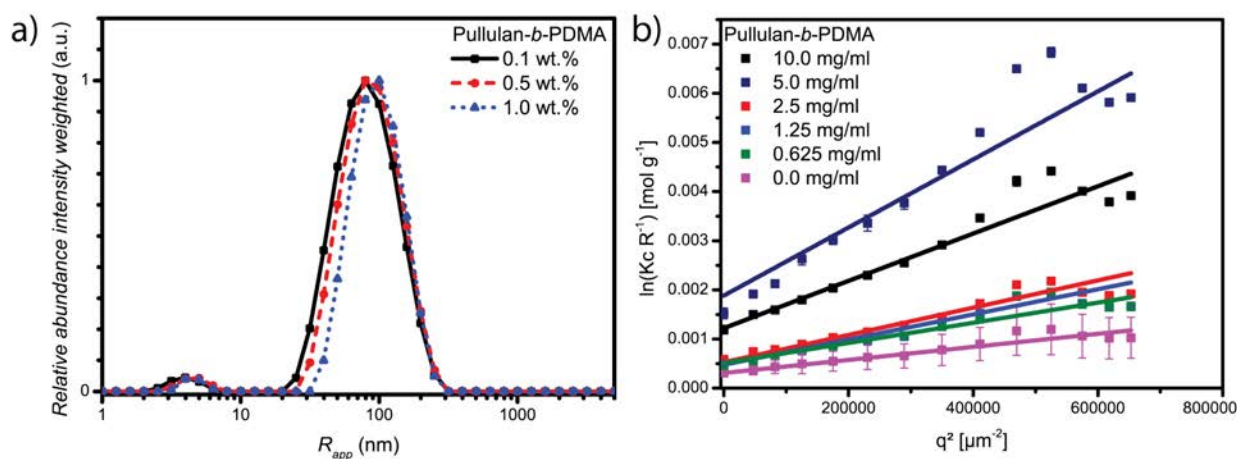 a)
Relative abundance intensity weighted (a.u.)
1
0
Pullulan-b-PDMA
0.1 wt.%
0.5 wt.%
1.0 wt.%
1 10 100 1000
Rapp (nm)
b)
ln(Kc R⁻¹) [mol g⁻¹]
0.007
0.006
0.005
0.004
0.003
0.002
0.001
0.000
Pullulan-b-PDMA
10.0 mg/ml
5.0 mg/ml
2.5 mg/ml
1.25 mg/ml
0.625 mg/ml
0.0 mg/ml
0 200000 400000 600000 800000
q² [µm⁻²]